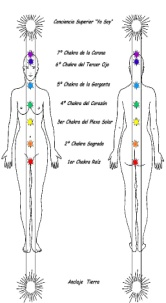 Conciencia Superior "Yo Soy"
7º Chakra de la Corona
6º Chakra del Tercer Ojo
5º Chakra de la Garganta
4º Chakra del Corazón
3er Chakra del Plexo Solar
2º Chakra Sagrado
1er Chakra Raíz
Anclaje Tierra